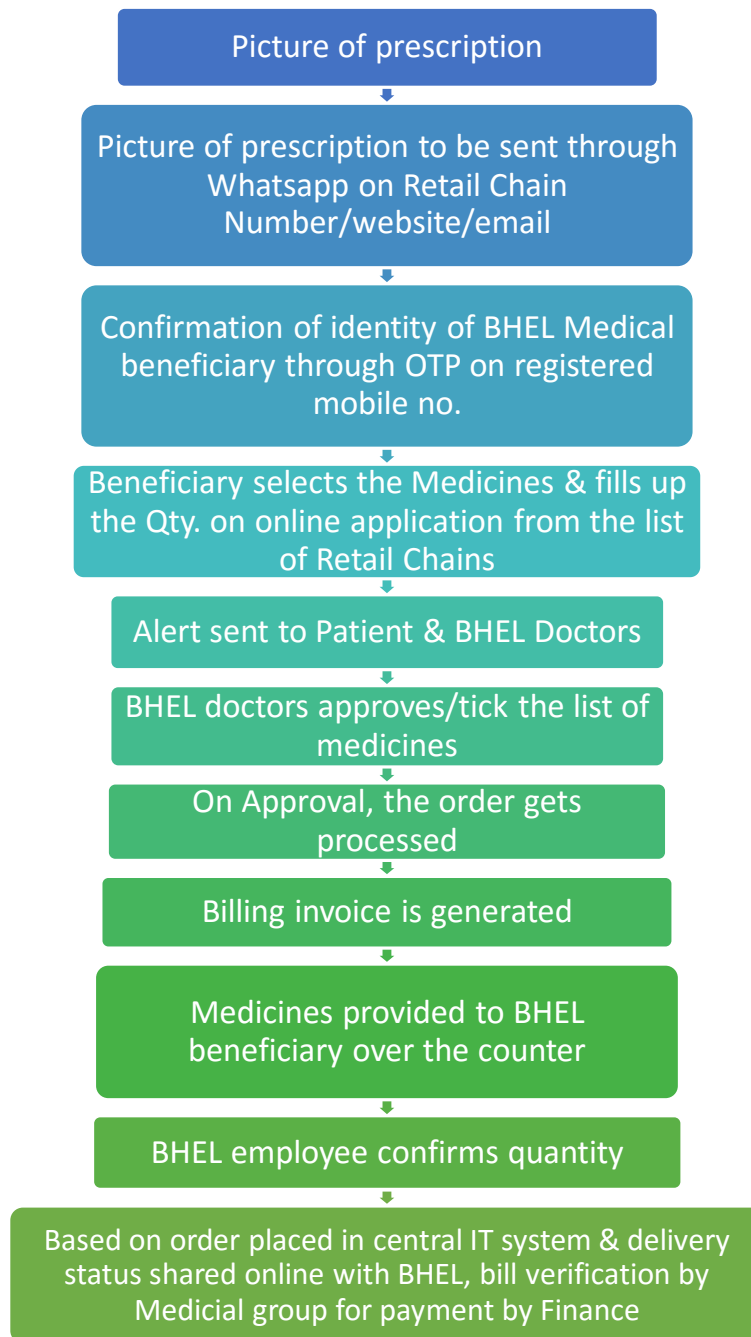 Picture of prescription
Picture of prescription to be sent through
Whatsapp on Retail Chain
Number/website/email
Confirmation of identity of BHEL Medical
beneficiary through OTP on registered
mobile no.
Beneficiary selects the Medicines & fills up
the Qty. on online application from the list
of Retail Chains
Alert sent to Patient & BHEL Doctors
BHEL doctors approves/tick the list of
medicines
On Approval, the order gets
processed
Billing invoice is generated
Medicines provided to BHEL
beneficiary over the counter
BHEL employee confirms quantity
Based on order placed in central IT system & delivery
status shared online with BHEL, bill verification by
Medicial group for payment by Finance